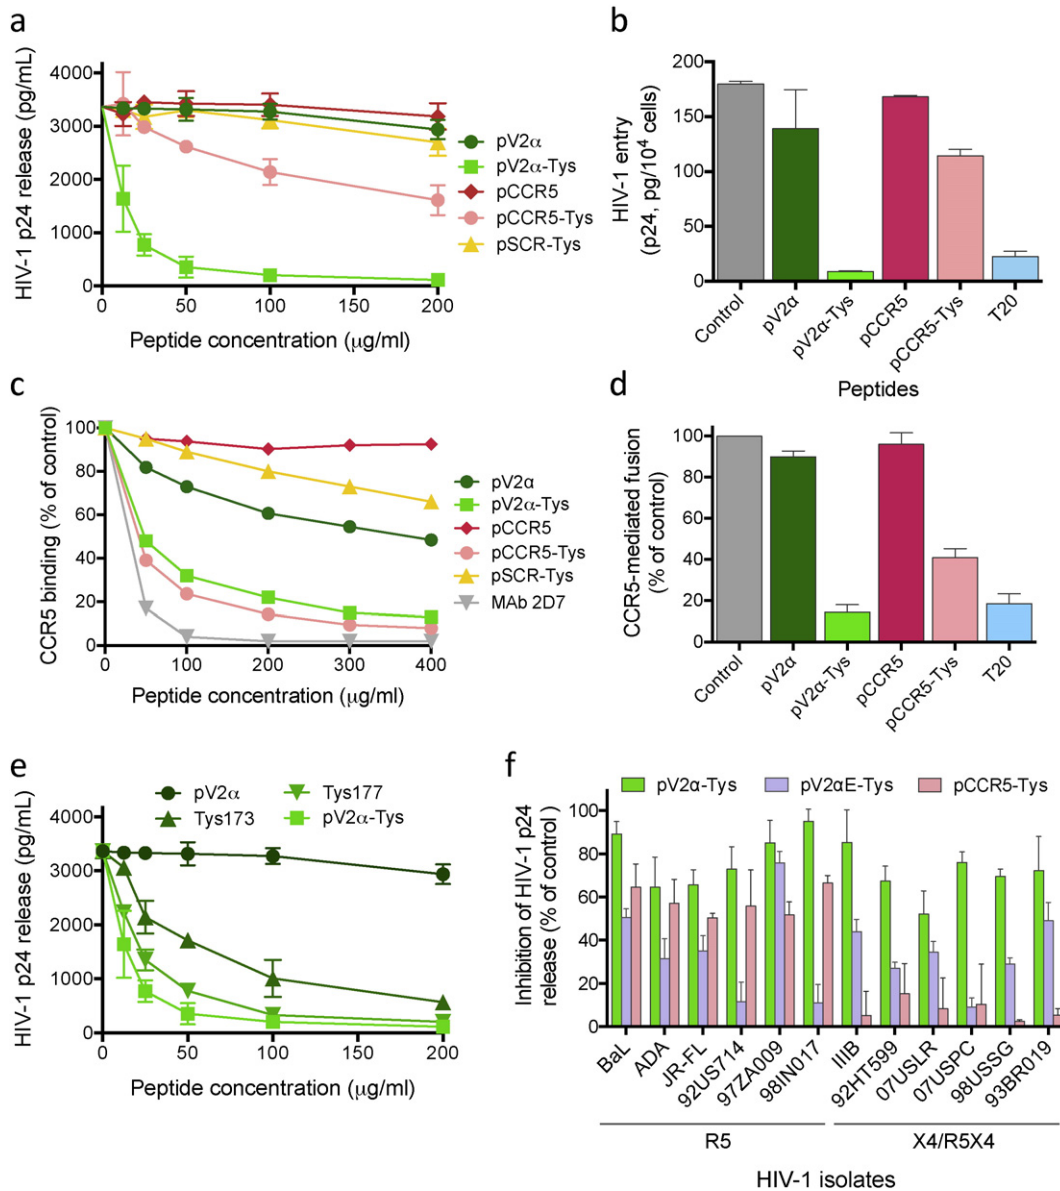 a
HIV-1 p24 release (pg/mL)
4000
3000
2000
1000
0
0
50
100
150
200
Peptide concentration (μg/ml)
pV2α
pV2α-Tys
pCCR5
pCCR5-Tys
pSCR-Tys
b
HIV-1 entry
(p24, pg/10⁴ cells)
200
150
100
50
0
Control
pV2α
pV2α-Tys
pCCR5
pCCR5-Tys
T20
Peptides
c
CCR5 binding (% of control)
100
80
60
40
20
0
0
100
200
300
400
Peptide concentration (μg/ml)
pV2α
pV2α-Tys
pCCR5
pCCR5-Tys
pSCR-Tys
MAb 2D7
d
CCR5-mediated fusion
(% of control)
100
80
60
40
20
0
Control
pV2α
pV2α-Tys
pCCR5
pCCR5-Tys
T20
e
pV2α
Tys177
Tys173
pV2α-Tys
HIV-1 p24 release (pg/mL)
4000
3000
2000
1000
0
0
50
100
150
200
Peptide concentration (μg/ml)
f
pV2α-Tys
pV2αE-Tys
pCCR5-Tys
Inhibition of HIV-1 p24
release (% of control)
100
80
60
40
20
0
BaL
ADA
JR-FL
92US714
97ZA009
98IN017
IIIB
92HT599
07USLR
07USPC
98USSG
93BR019
R5
X4/R5X4
HIV-1 isolates